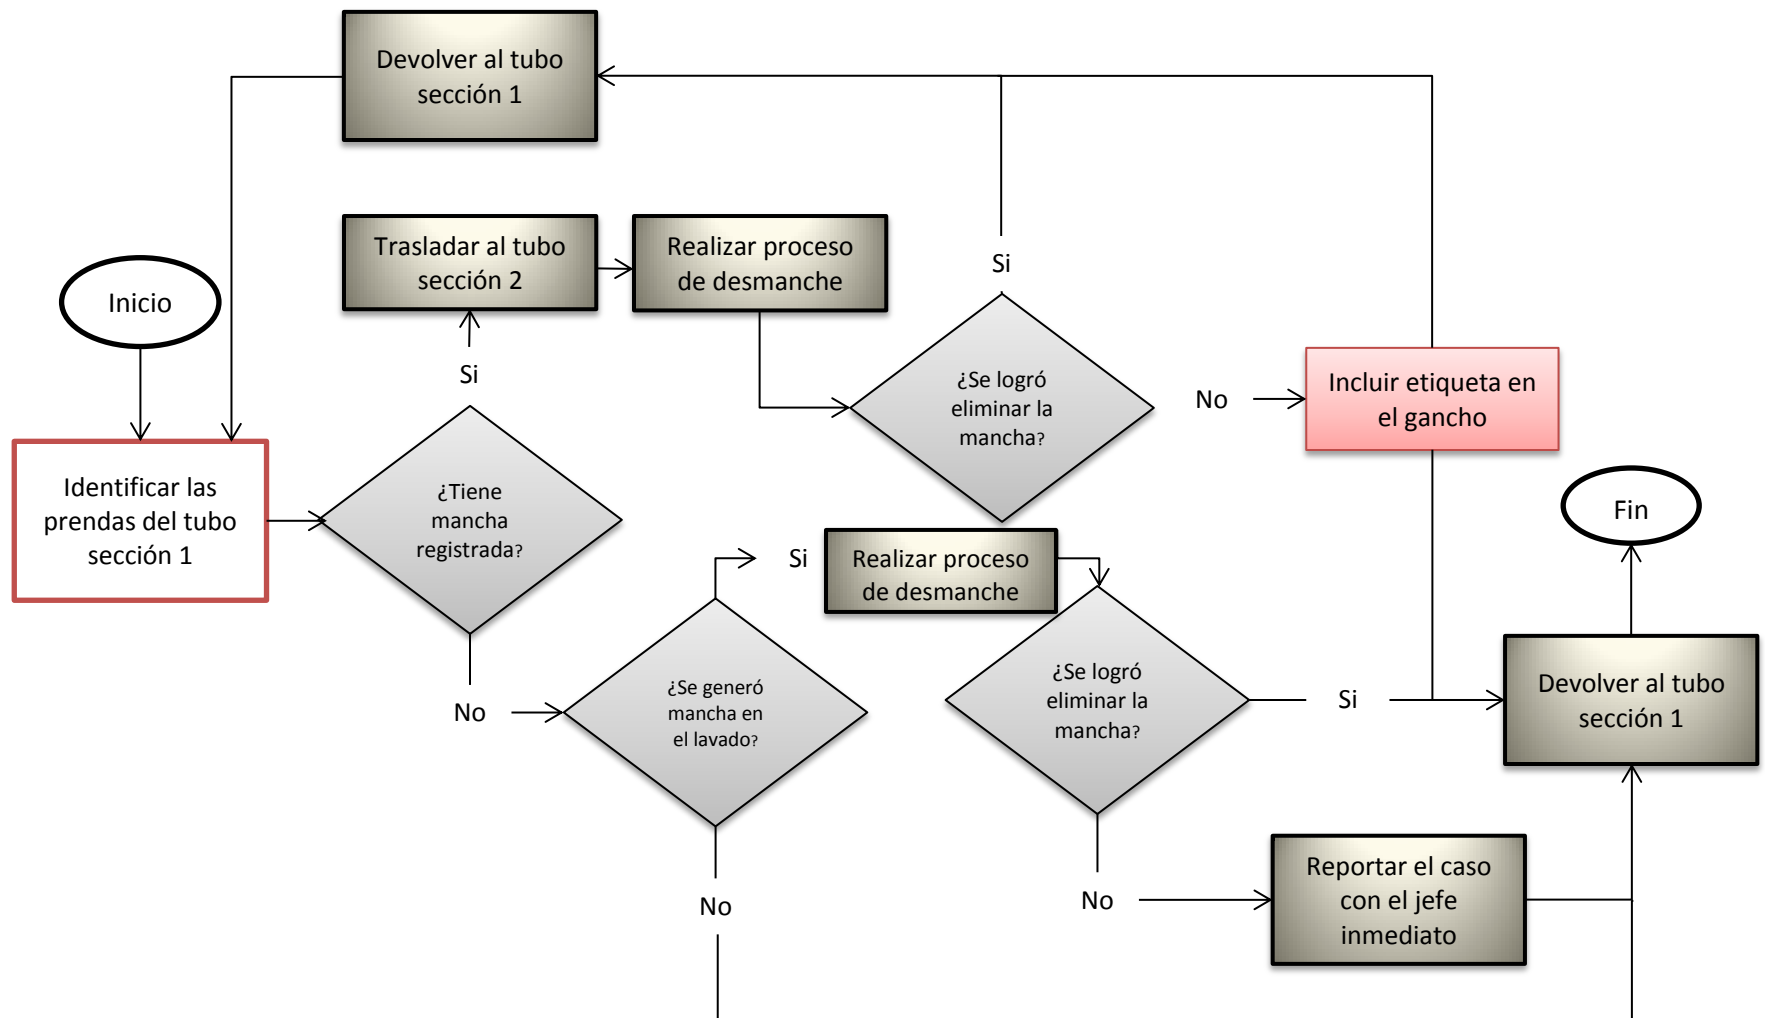 Devolver al tubo
sección 1
Trasladar al tubo
sección 2
Realizar proceso
de desmanche
Si
Inicio
Si
¿Se logró
eliminar la
mancha?
No
Incluir etiqueta en
el gancho
Identificar las
prendas del tubo
sección 1
¿Tiene
mancha
registrada?
Fin
Si
Realizar proceso
de desmanche
No
¿Se generó
mancha en
el lavado?
¿Se logró
eliminar la
mancha?
Si
Devolver al tubo
sección 1
No
No
Reportar el caso
con el jefe
inmediato